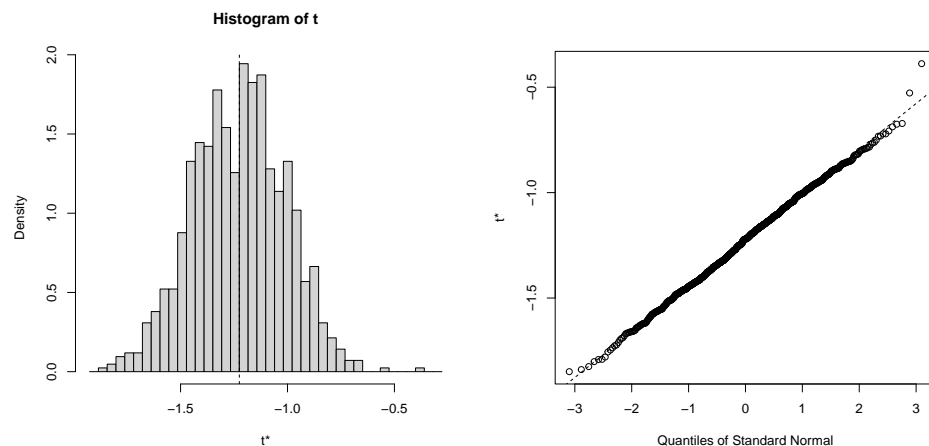 Histogram of t
Density
0.0 0.5 1.0 1.5 2.0
−1.5 −1.0 −0.5
t*
t*
−1.5 −1.0 −0.5
−3 −2 −1 0 1 2 3
Quantiles of Standard Normal